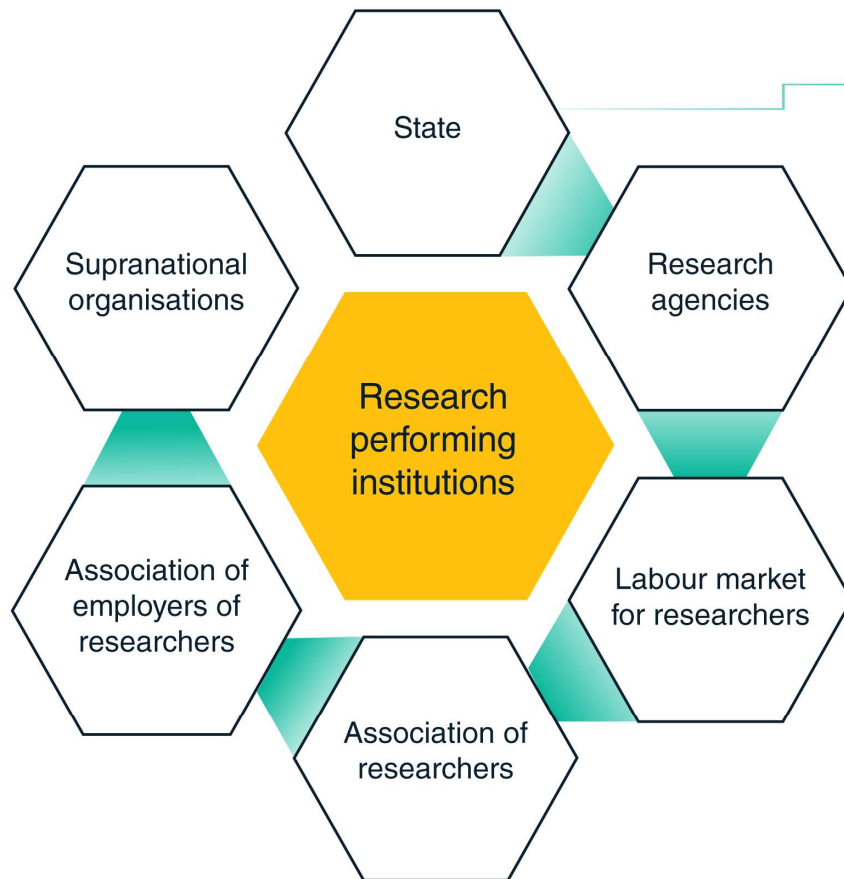 State
Supranational
organisations
Research
agencies
Research
performing
institutions
Association of
employers of
researchers
Labour market
for researchers
Association of
researchers